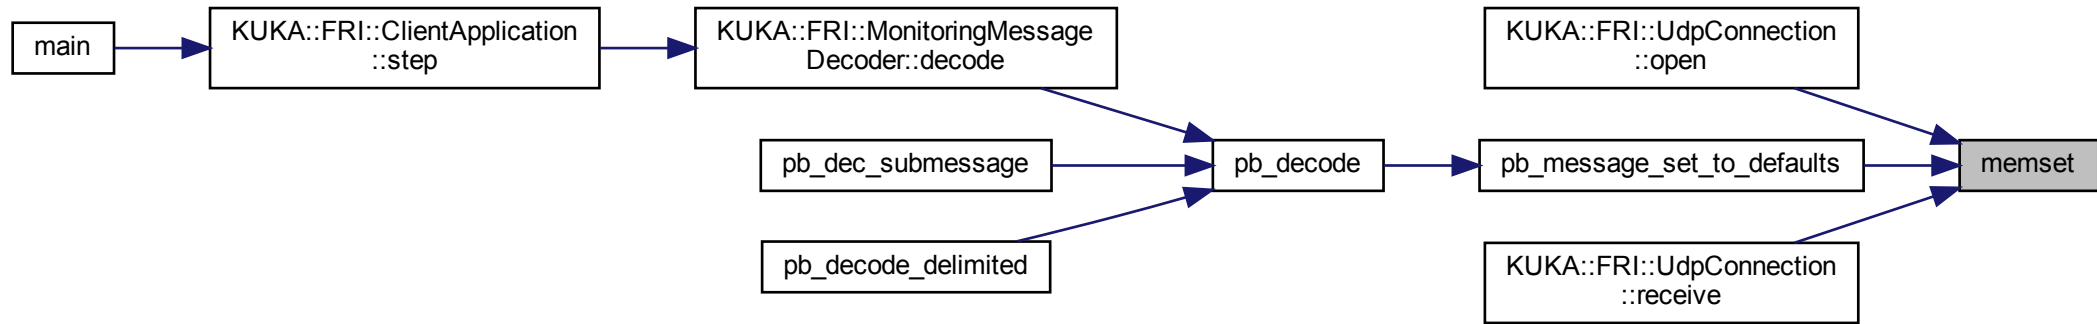 main
KUKA::FRI::ClientApplication
::step
KUKA::FRI::MonitoringMessage
Decoder::decode
pb_dec_submessage
pb_decode_delimited
pb_decode
KUKA::FRI::UdpConnection
::open
pb_message_set_to_defaults
KUKA::FRI::UdpConnection
::receive
memset